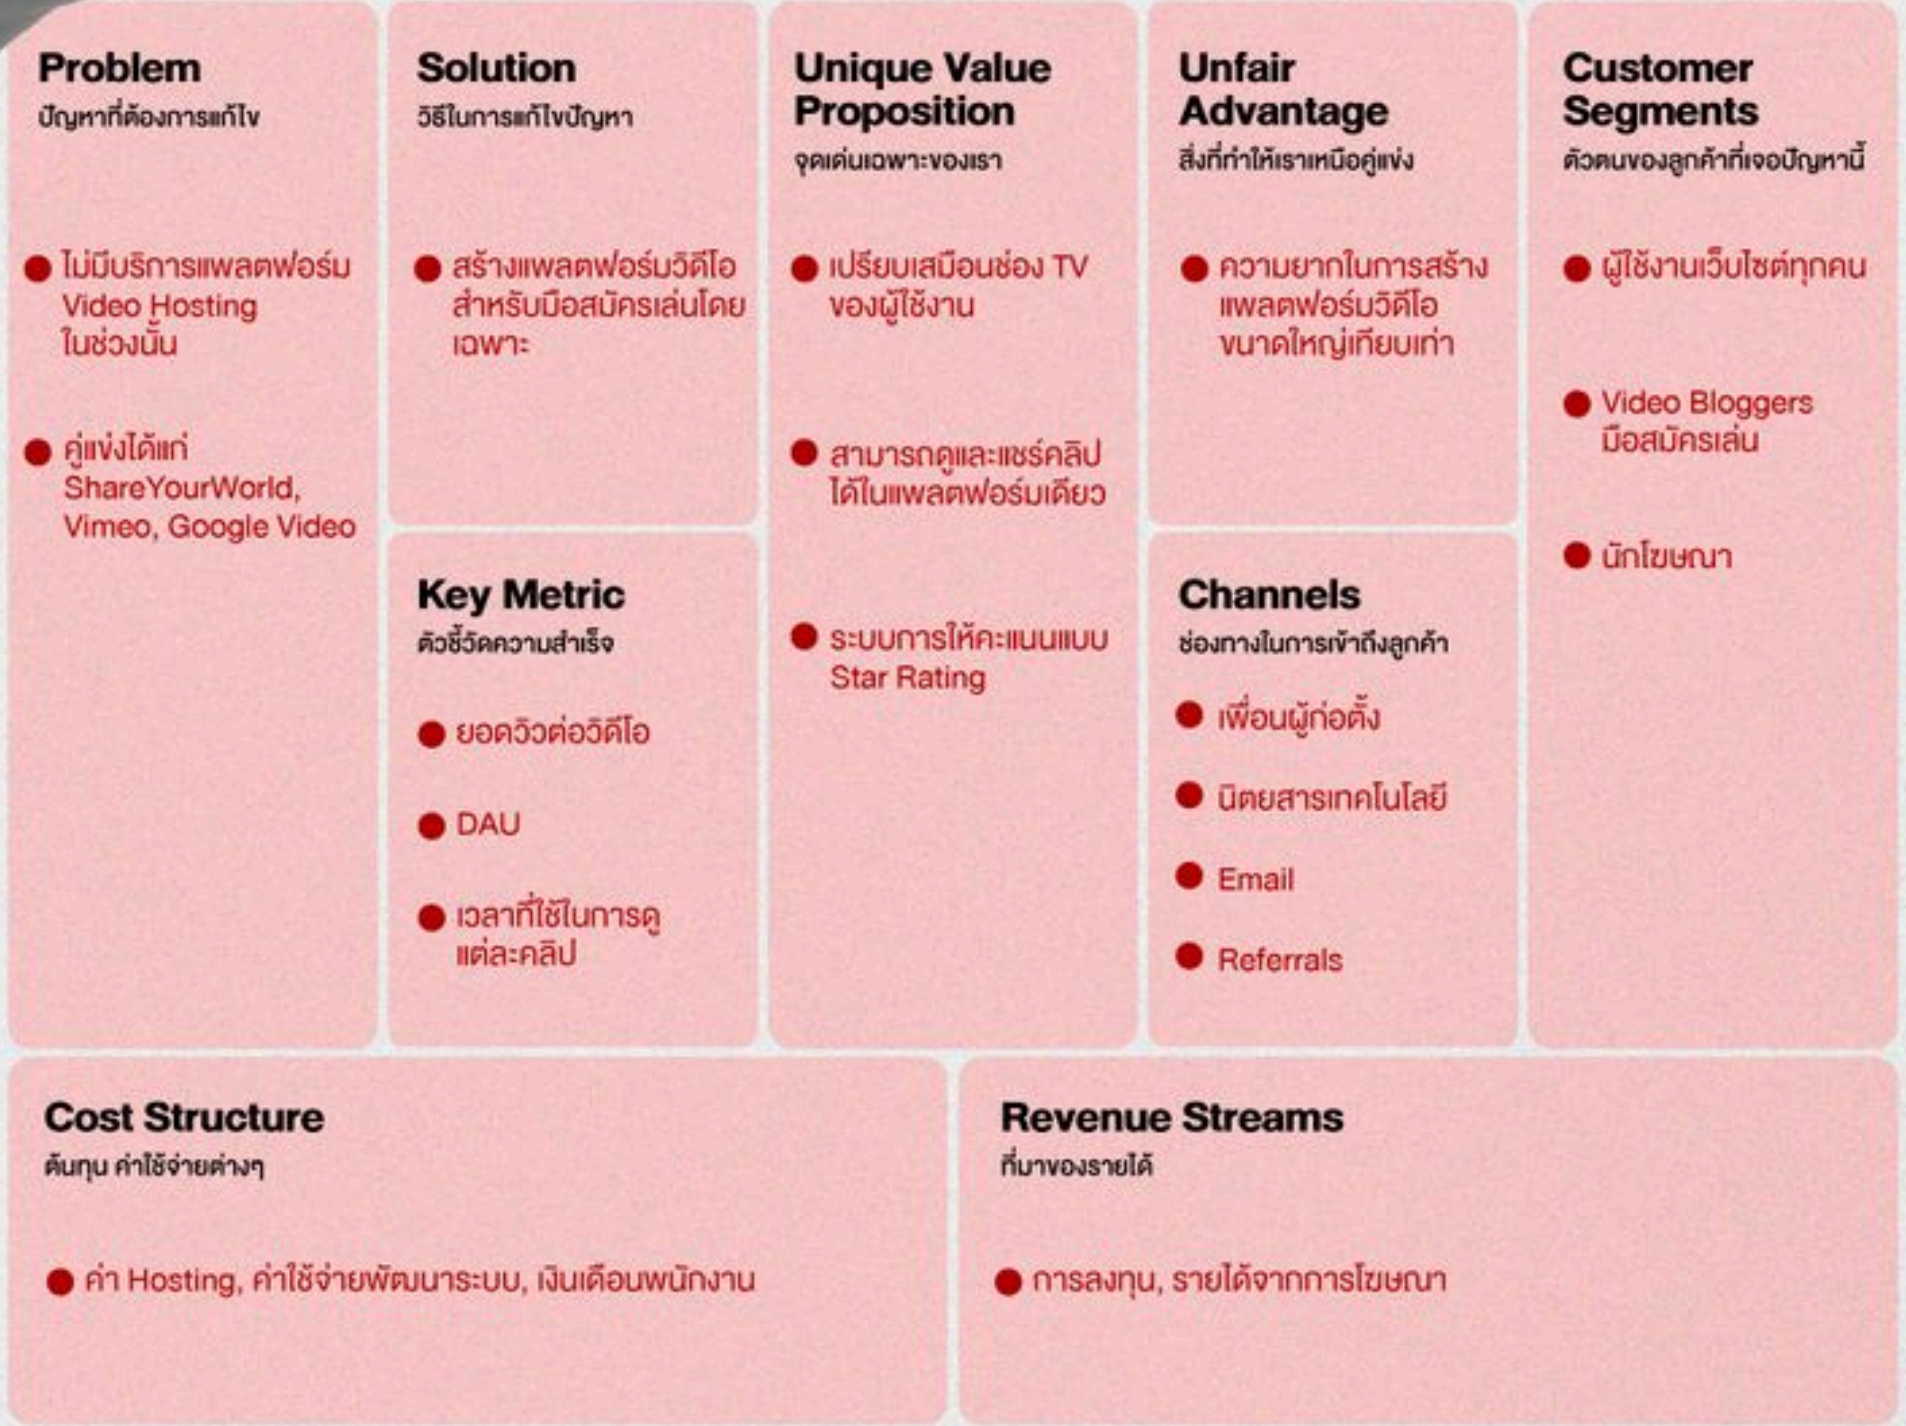 Problem
ปัญหาที่ต้องการแก้ไข
ไม่มีบริการแพลตฟอร์ม
Video Hosting
ในช่วงนั้น
คู่แข่งได้แก่
ShareYourWorld,
Vimeo, Google Video
Solution
วิธีในการแก้ไขปัญหา
สร้างแพลตฟอร์มวิดีโอ
สำหรับมือสมัครเล่นโดย
เฉพาะ
Key Metric
ตัวชี้วัดความสำเร็จ
ยอดวิวต่อวิดีโอ
DAU
เวลาที่ใช้ในการดู
แต่ละคลิป
Unique Value
Proposition
จุดเด่นเฉพาะของเรา
เปรียบเสมือนช่อง TV
ของผู้ใช้งาน
สามารถดูและแชร์คลิป
ได้ในแพลตฟอร์มเดียว
ระบบการให้คะแนนแบบ
Star Rating
Unfair
Advantage
สิ่งที่ทำให้เราเหนือคู่แข่ง
ความยากในการสร้าง
แพลตฟอร์มวิดีโอ
ขนาดใหญ่เทียบเท่า
Channels
ช่องทางในการเข้าถึงลูกค้า
เพื่อนผู้ก่อตั้ง
นิตยสารเทคโนโลยี
Email
Referrals
Customer
Segments
ตัวตนของลูกค้าที่เจอปัญหานี้
ผู้ใช้งานเว็บไซต์ทุกคน
Video Bloggers
มือสมัครเล่น
นักโฆษณา
Cost Structure
ต้นทุน ค่าใช้จ่ายต่างๆ
ค่า Hosting, ค่าใช้จ่ายพัฒนาระบบ, เงินเดือนพนักงาน
Revenue Streams
ที่มาของรายได้
การลงทุน, รายได้จากการโฆษณา